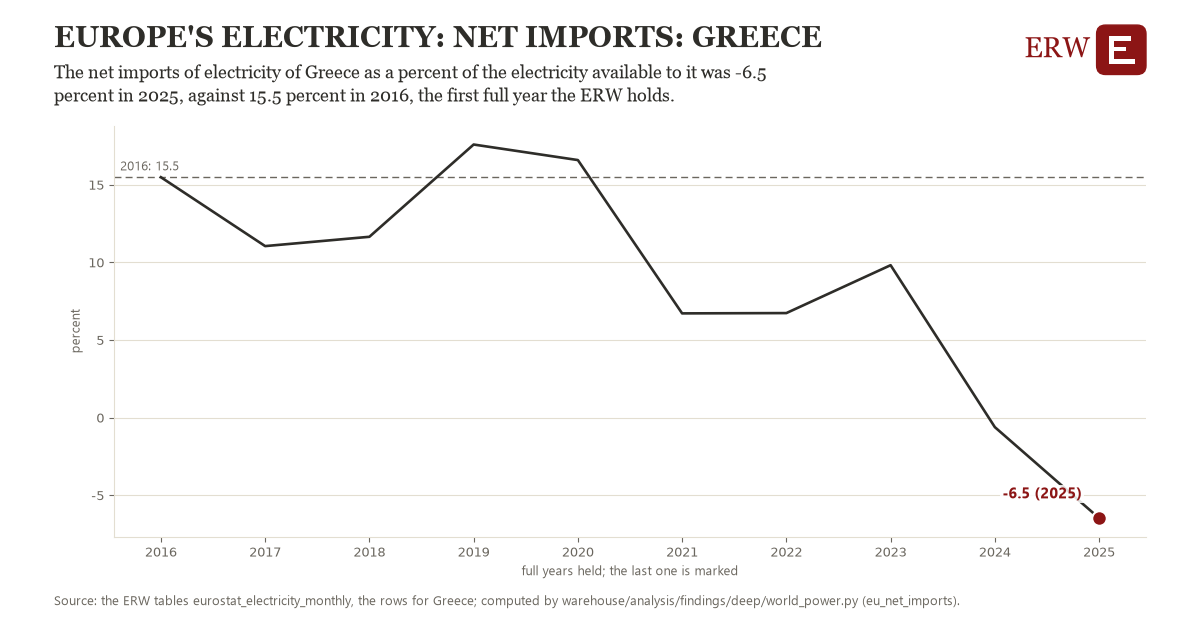 EUROPE'S ELECTRICITY: NET IMPORTS: GREECE
The net imports of electricity of Greece as a percent of the electricity available to it was -6.5
percent in 2025, against 15.5 percent in 2016, the first full year the ERW holds.
ERW E
2016: 15.5
15
10
5
0
-5
percent
-6.5 (2025)
2016 2017 2018 2019 2020 2021 2022 2023 2024 2025
full years held; the last one is marked
Source: the ERW tables eurostat_electricity_monthly, the rows for Greece; computed by warehouse/analysis/findings/deep/world_power.py (eu_net_imports).